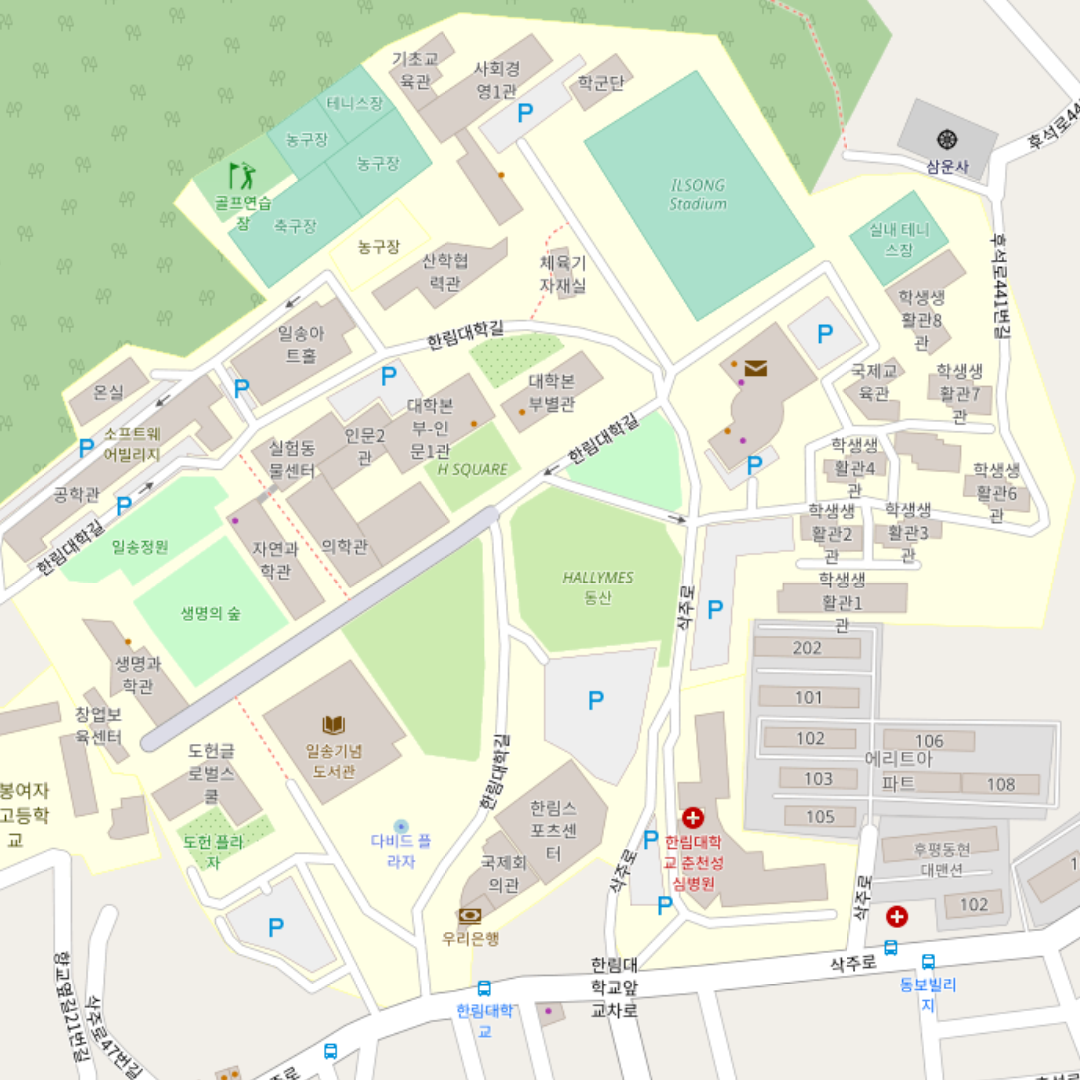 기초교
육관
사회경
영1관
학군단
P
테니스장
농구장
농구장
골프연습
장
축구장
농구장
ILSONG
Stadium
삼운사
실내 테니
스장
후석로441번길
산학협
력관
체육기
자재실
학생생
활관8
관
한림대학길
일송아
트홀
P
P
P
온실
대학본
부별관
국제교
육관
학생생
활관7
관
대학본
부-인
문1관
소프트웨
어빌리지
P
인문2
관
실험동
물센터
한림대학길
H SQUARE
P
학생생
활관4
관
학생생
활관6
관
공학관
P
학생생
활관2
관
학생생
활관3
관
한림대학길
일송정원
자연과
학관
의학관
HALLYMES
동산
삭주로
P
학생생
활관1
관
생명의 숲
생명과
학관
202
101
102
106
P
창업보
육센터
일송기념
도서관
도헌글
로벌스
쿨
한림대학길
에리트아
파트
103
108
105
봉여자
고등학
교
도헌 플라
자
다비드 플
라자
한림스
포츠센
터
국제회
의관
P
한림대학
교 춘천성
심병원
삭주로
후평동현
대맨션
102
P
P
우리은행
삭주로
한림대
학교앞
교차로
삭주로
동보빌리
지
한림대학
교
향교옆길21번길
삭주로47번길